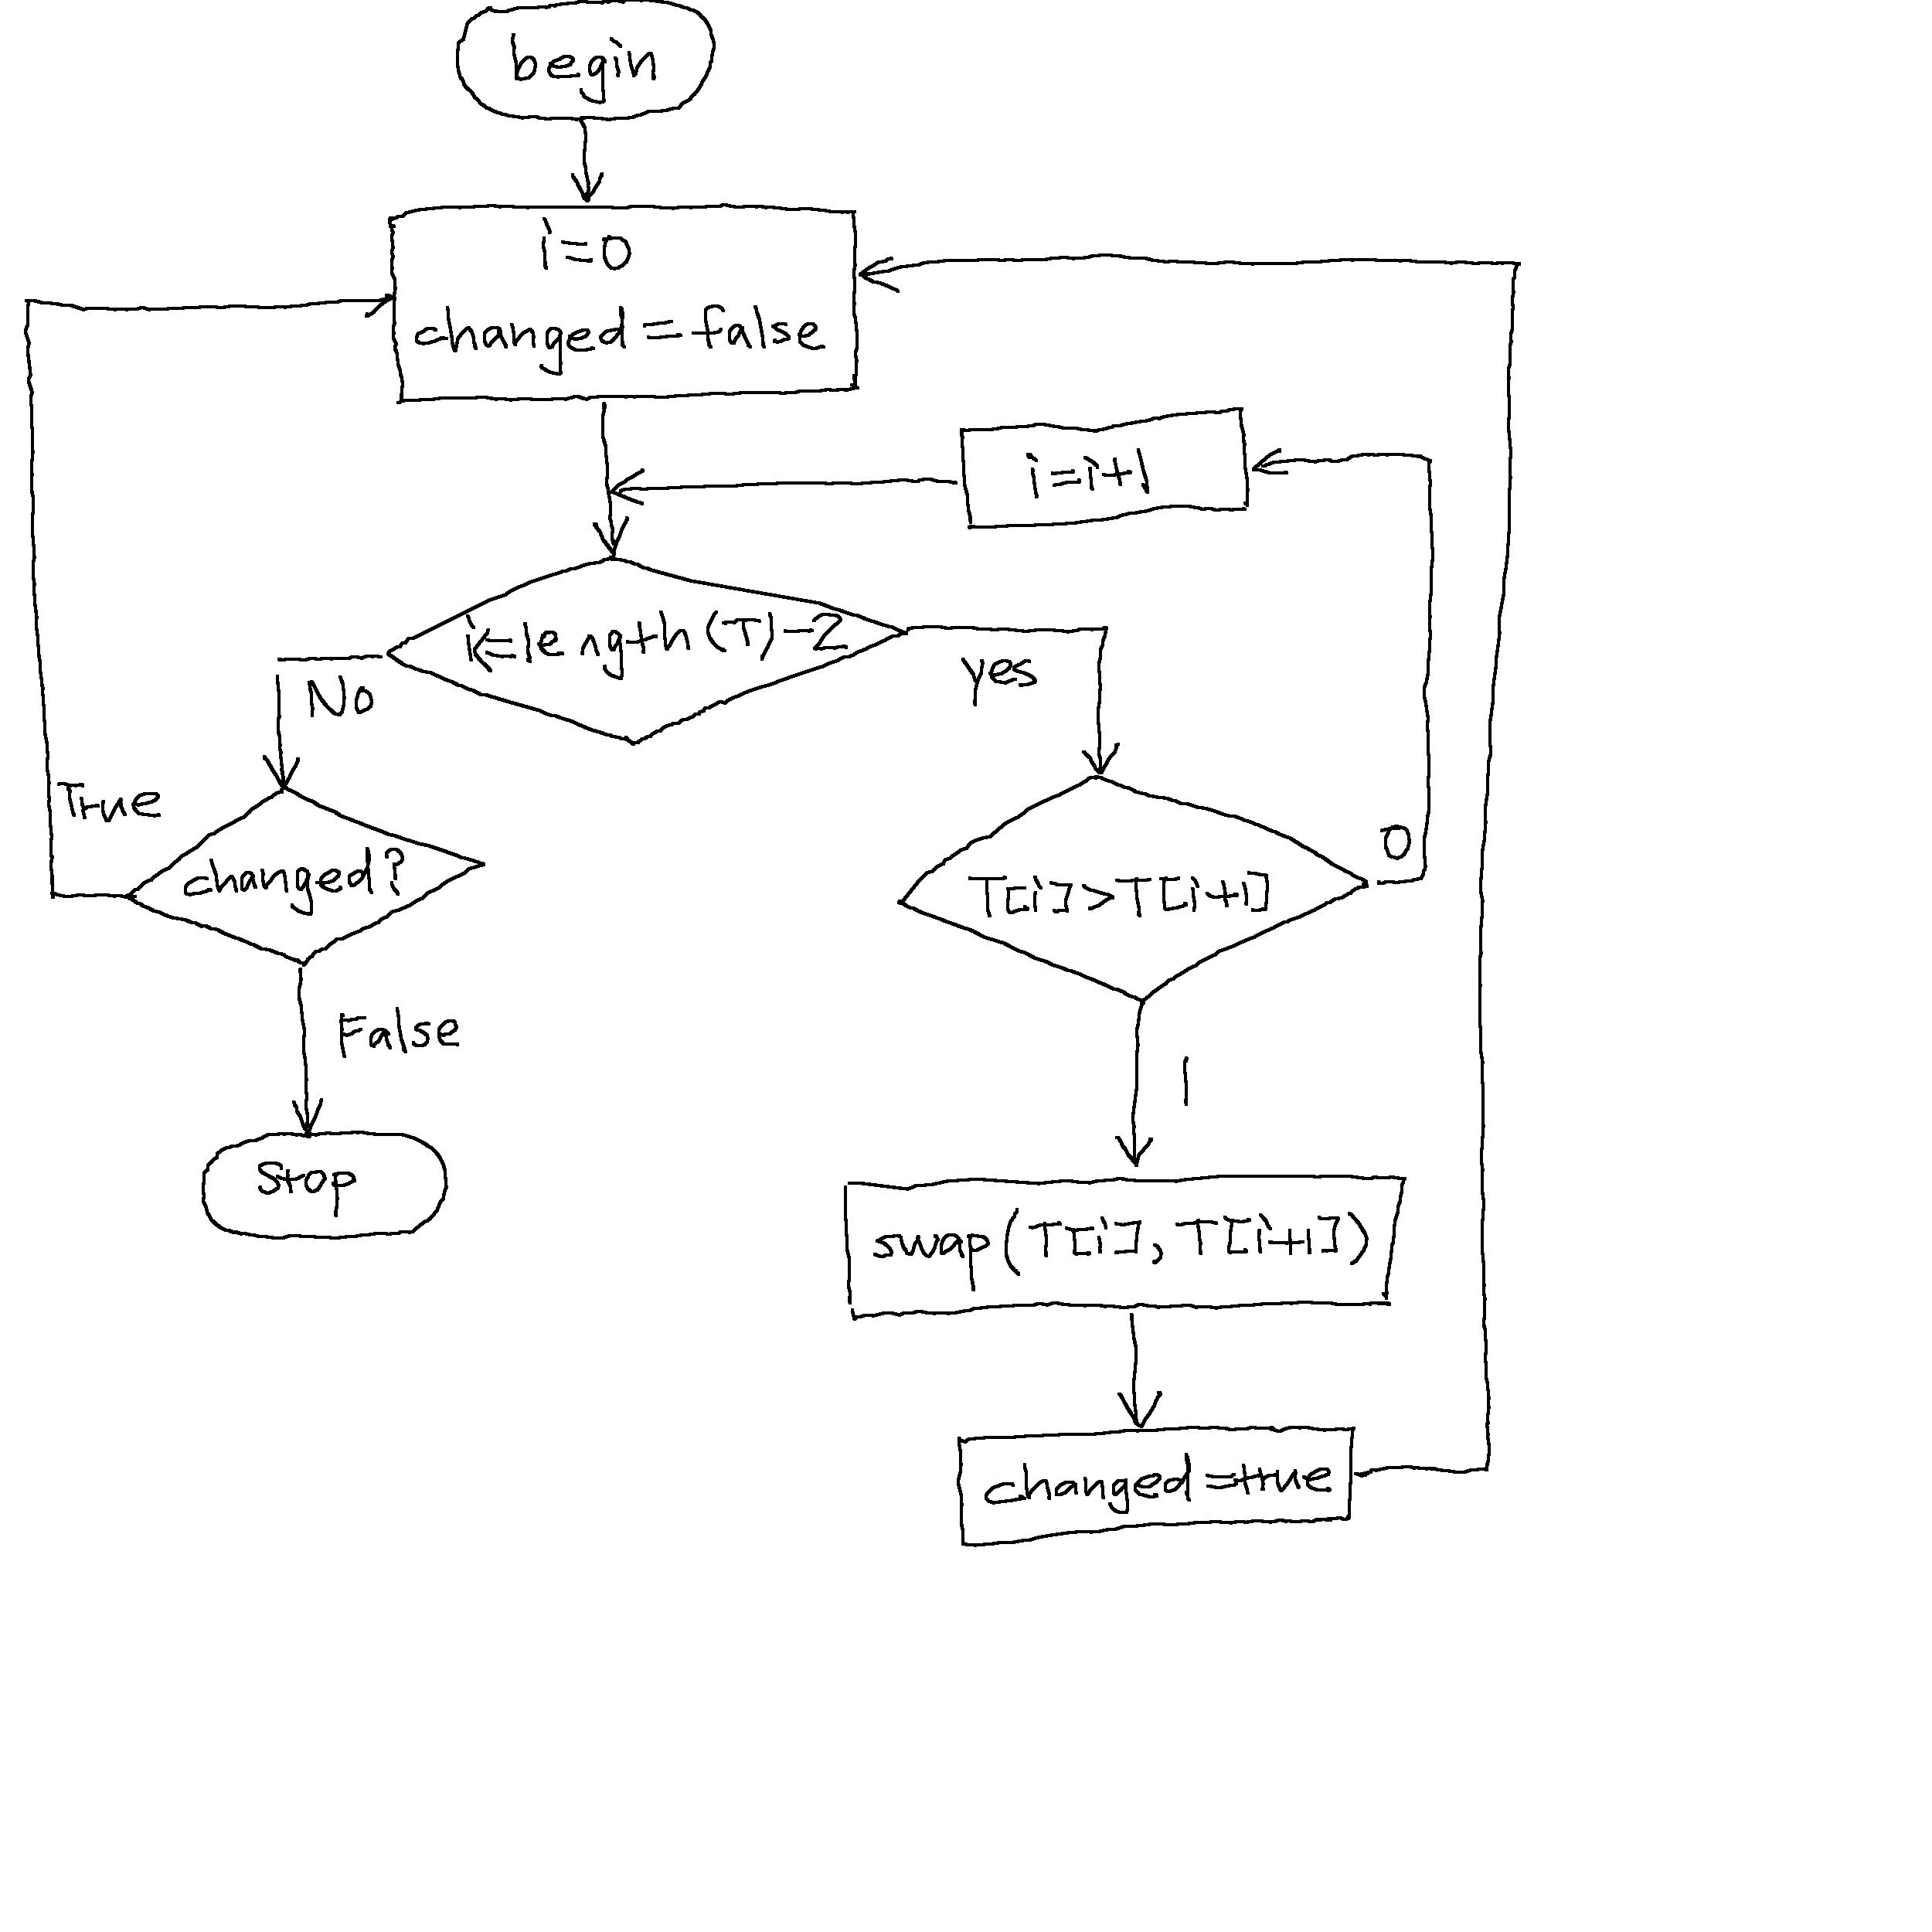 begin
i=0
changed=false
i=i+1
i<=length(T)-2
No
yes
True
changed?
0
T[i]>T[i+1]
False
1
Stop
swap(T[i],T[i+1])
changed=true